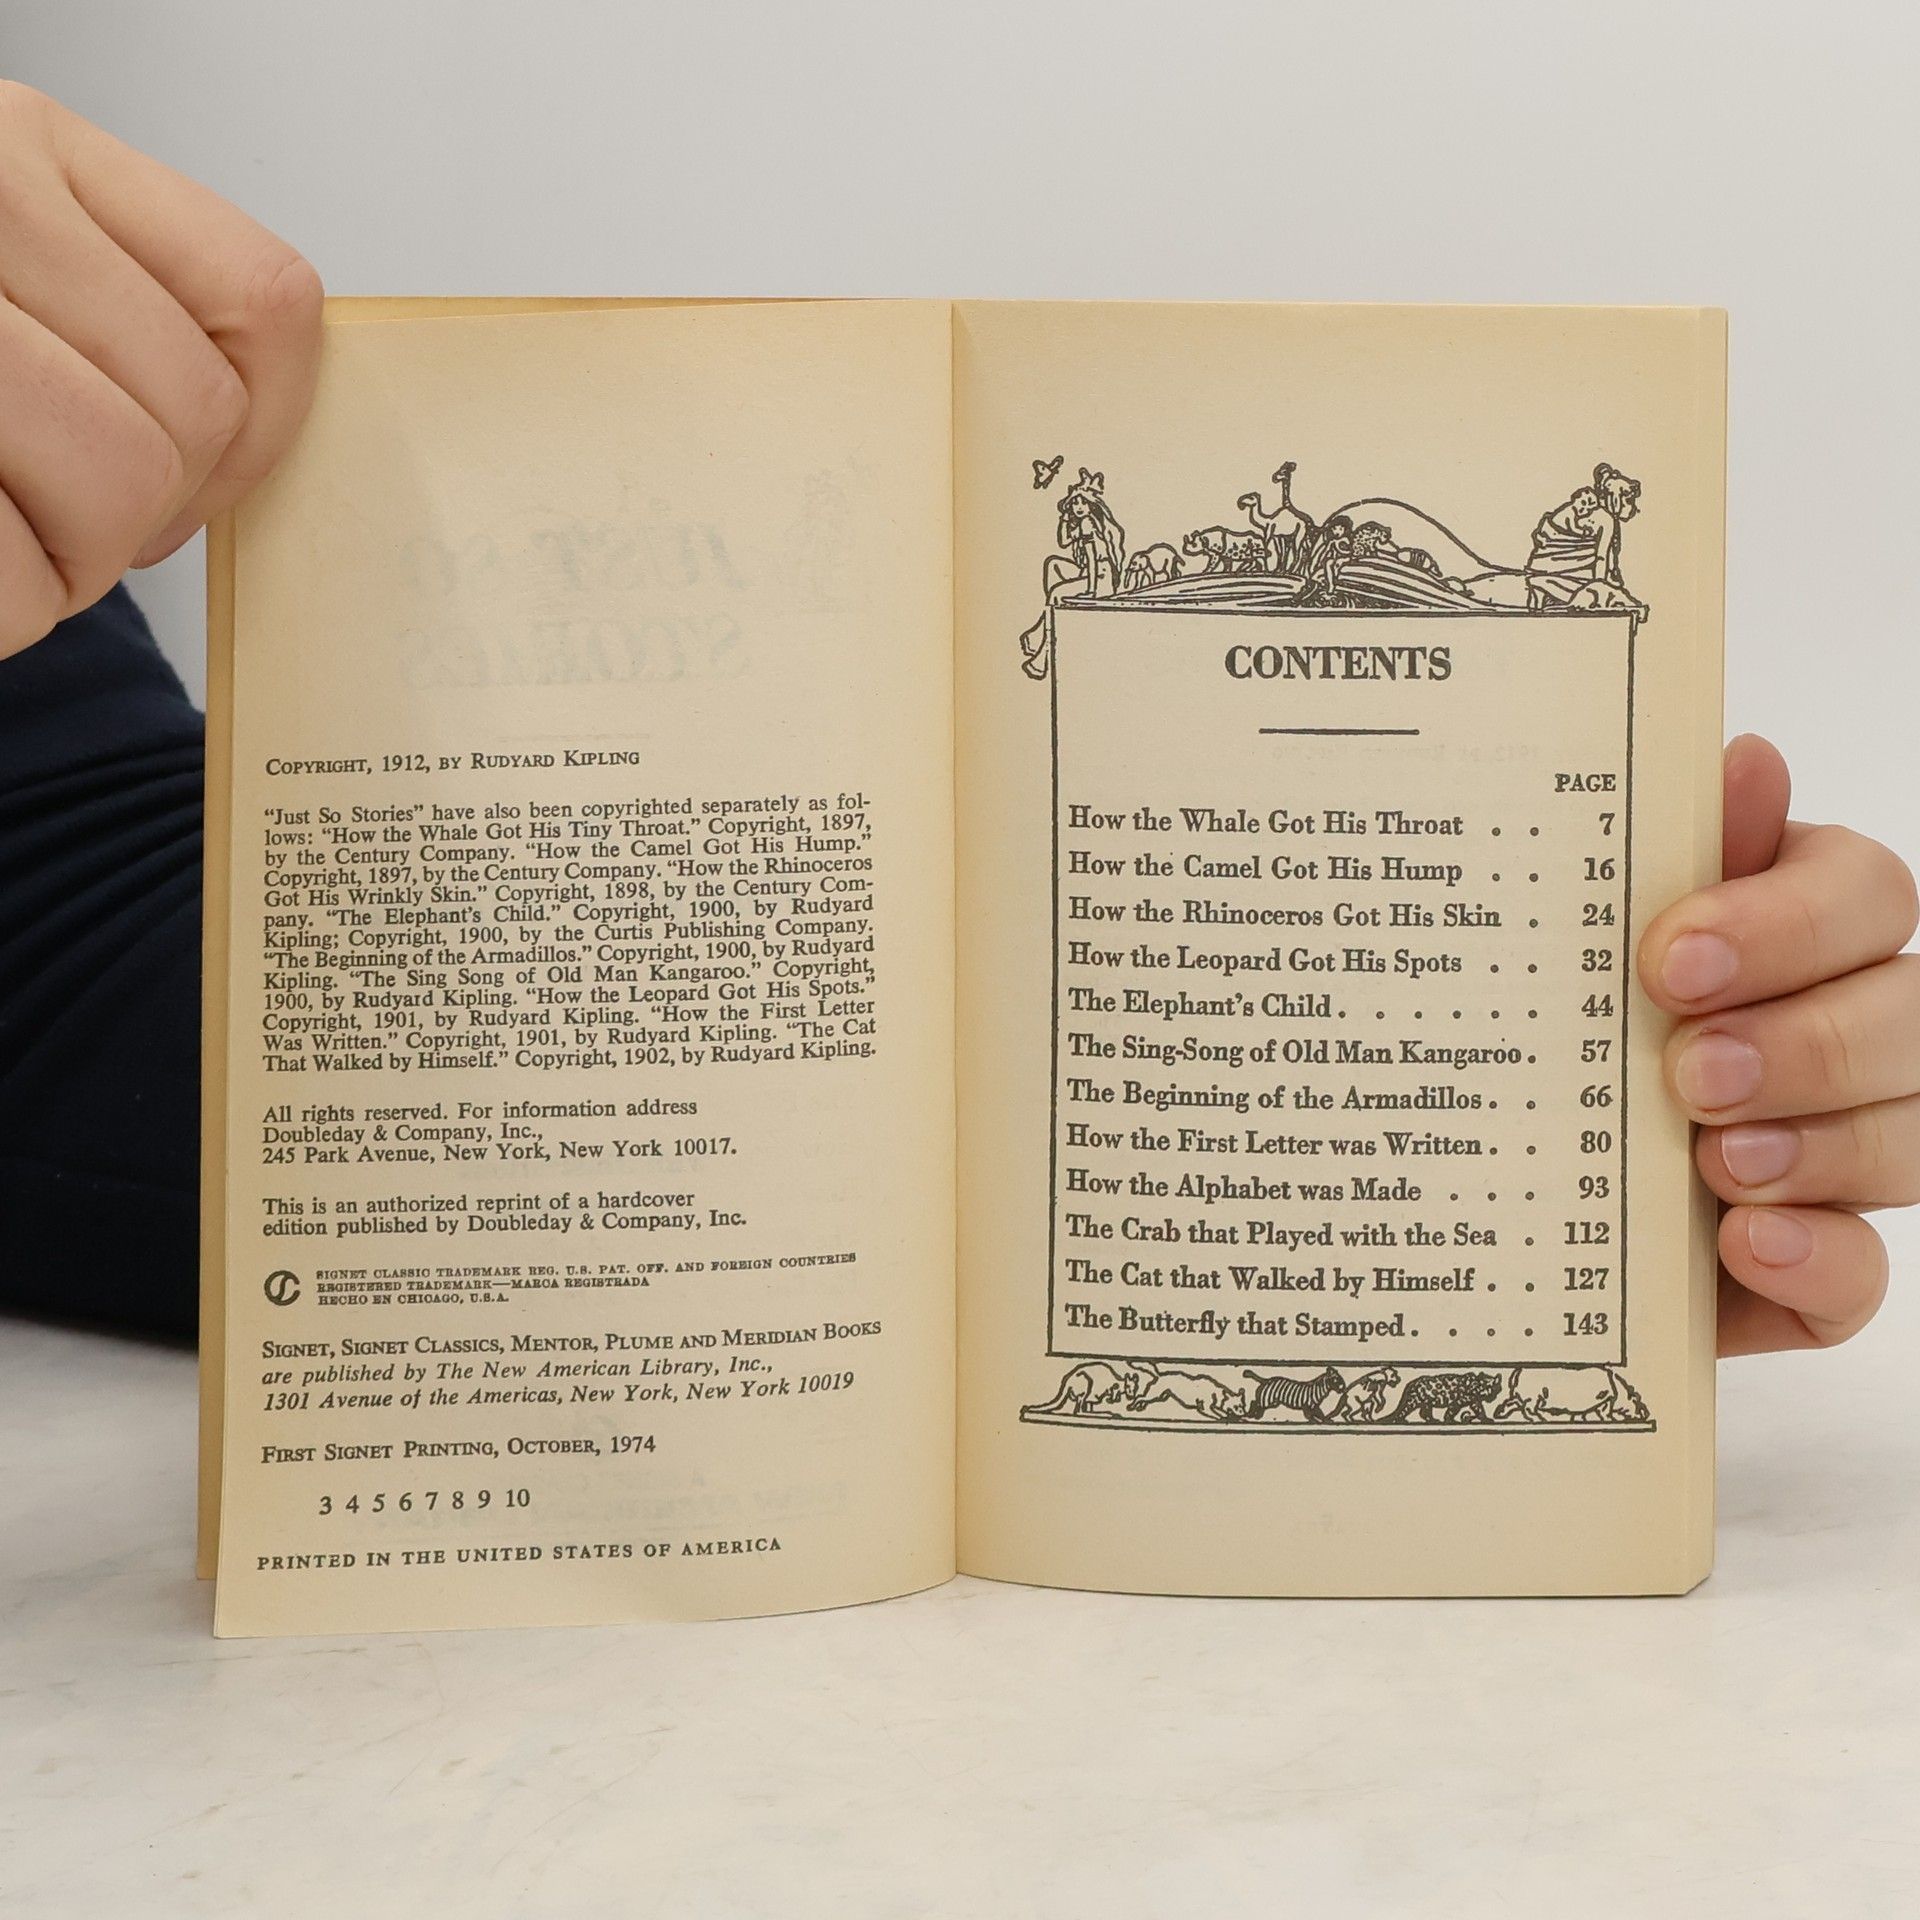 COPYRIGHT, 1912, BY RUDYARD KIPLING
"Just So Stories" have also been copyrighted separately as fol-
lows: "How the Whale Got His Tiny Throat." Copyright, 1897,
by the Century Company. "How the Camel Got His Hump."
Copyright, 1897, by the Century Company. "How the Rhinoceros
Got His Wrinkly Skin." Copyright, 1898, by the Century Com-
pany. "The Elephant's Child." Copyright, 1900, by Rudyard
Kipling; Copyright, 1900, by the Curtis Publishing Company.
"The Beginning of the Armadillos." Copyright, 1900, by Rudyard
Kipling. "The Sing Song of Old Man Kangaroo." Copyright,
1900, by Rudyard Kipling. "How the Leopard Got His Spots."
Copyright, 1901, by Rudyard Kipling. "How the First Letter
Was Written." Copyright, 1901, by Rudyard Kipling. "The Cat
That Walked by Himself." Copyright, 1902, by Rudyard Kipling.
All rights reserved. For information address
Doubleday & Company, Inc.,
245 Park Avenue, New York, New York 10017.
This is an authorized reprint of a hardcover
edition published by Doubleday & Company, Inc.
SIGNET CLASSIC TRADEMARK REG. U.S. PAT. OFF. AND FOREIGN COUNTRIES
REGISTERED TRADEMARK—MARCA REGISTRADA
HECHO EN CHICAGO, U.S.A.
SIGNET, SIGNET CLASSICS, MENTOR, PLUME AND MERIDIAN BOOKS
are published by The New American Library, Inc.,
1301 Avenue of the Americas, New York, New York 10019
FIRST SIGNET PRINTING, OCTOBER, 1974
3 4 5 6 7 8 9 10
PRINTED IN THE UNITED STATES OF AMERICA
CONTENTS
PAGE
How the Whale Got His Throat . . 7
How the Camel Got His Hump . . 16
How the Rhinoceros Got His Skin . 24
How the Leopard Got His Spots . . 32
The Elephant's Child . . . . . . 44
The Sing-Song of Old Man Kangaroo . 57
The Beginning of the Armadillos . . 66
How the First Letter was Written . . 80
How the Alphabet was Made . . . 93
The Crab that Played with the Sea . 112
The Cat that Walked by Himself . . 127
The Butterfly that Stamped . . . . 143